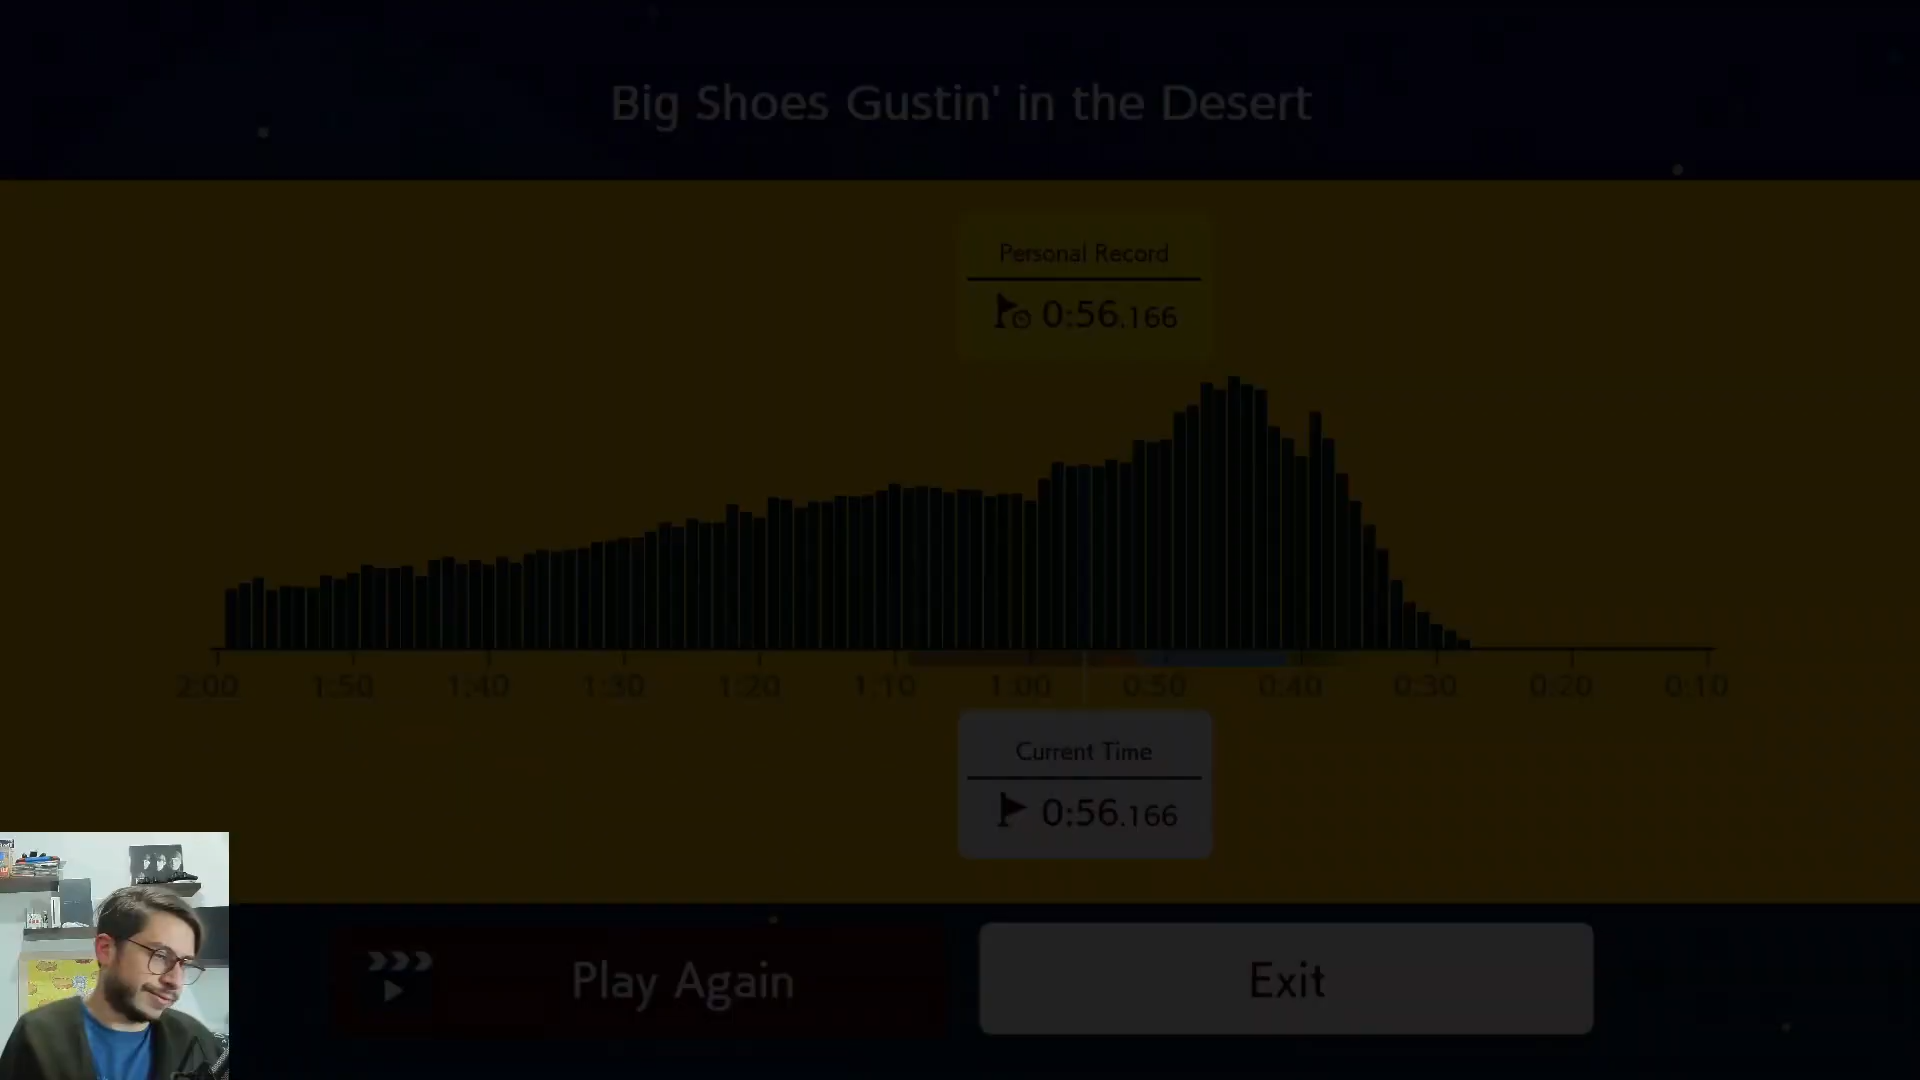 Big Shoes Gustin' in the Desert
Personal Record
0:56.166
2:00 1:50 1:40 1:30 1:20 1:10 1:00 0:50 0:40 0:30 0:20 0:10
Current Time
0:56.166
Play Again
Exit